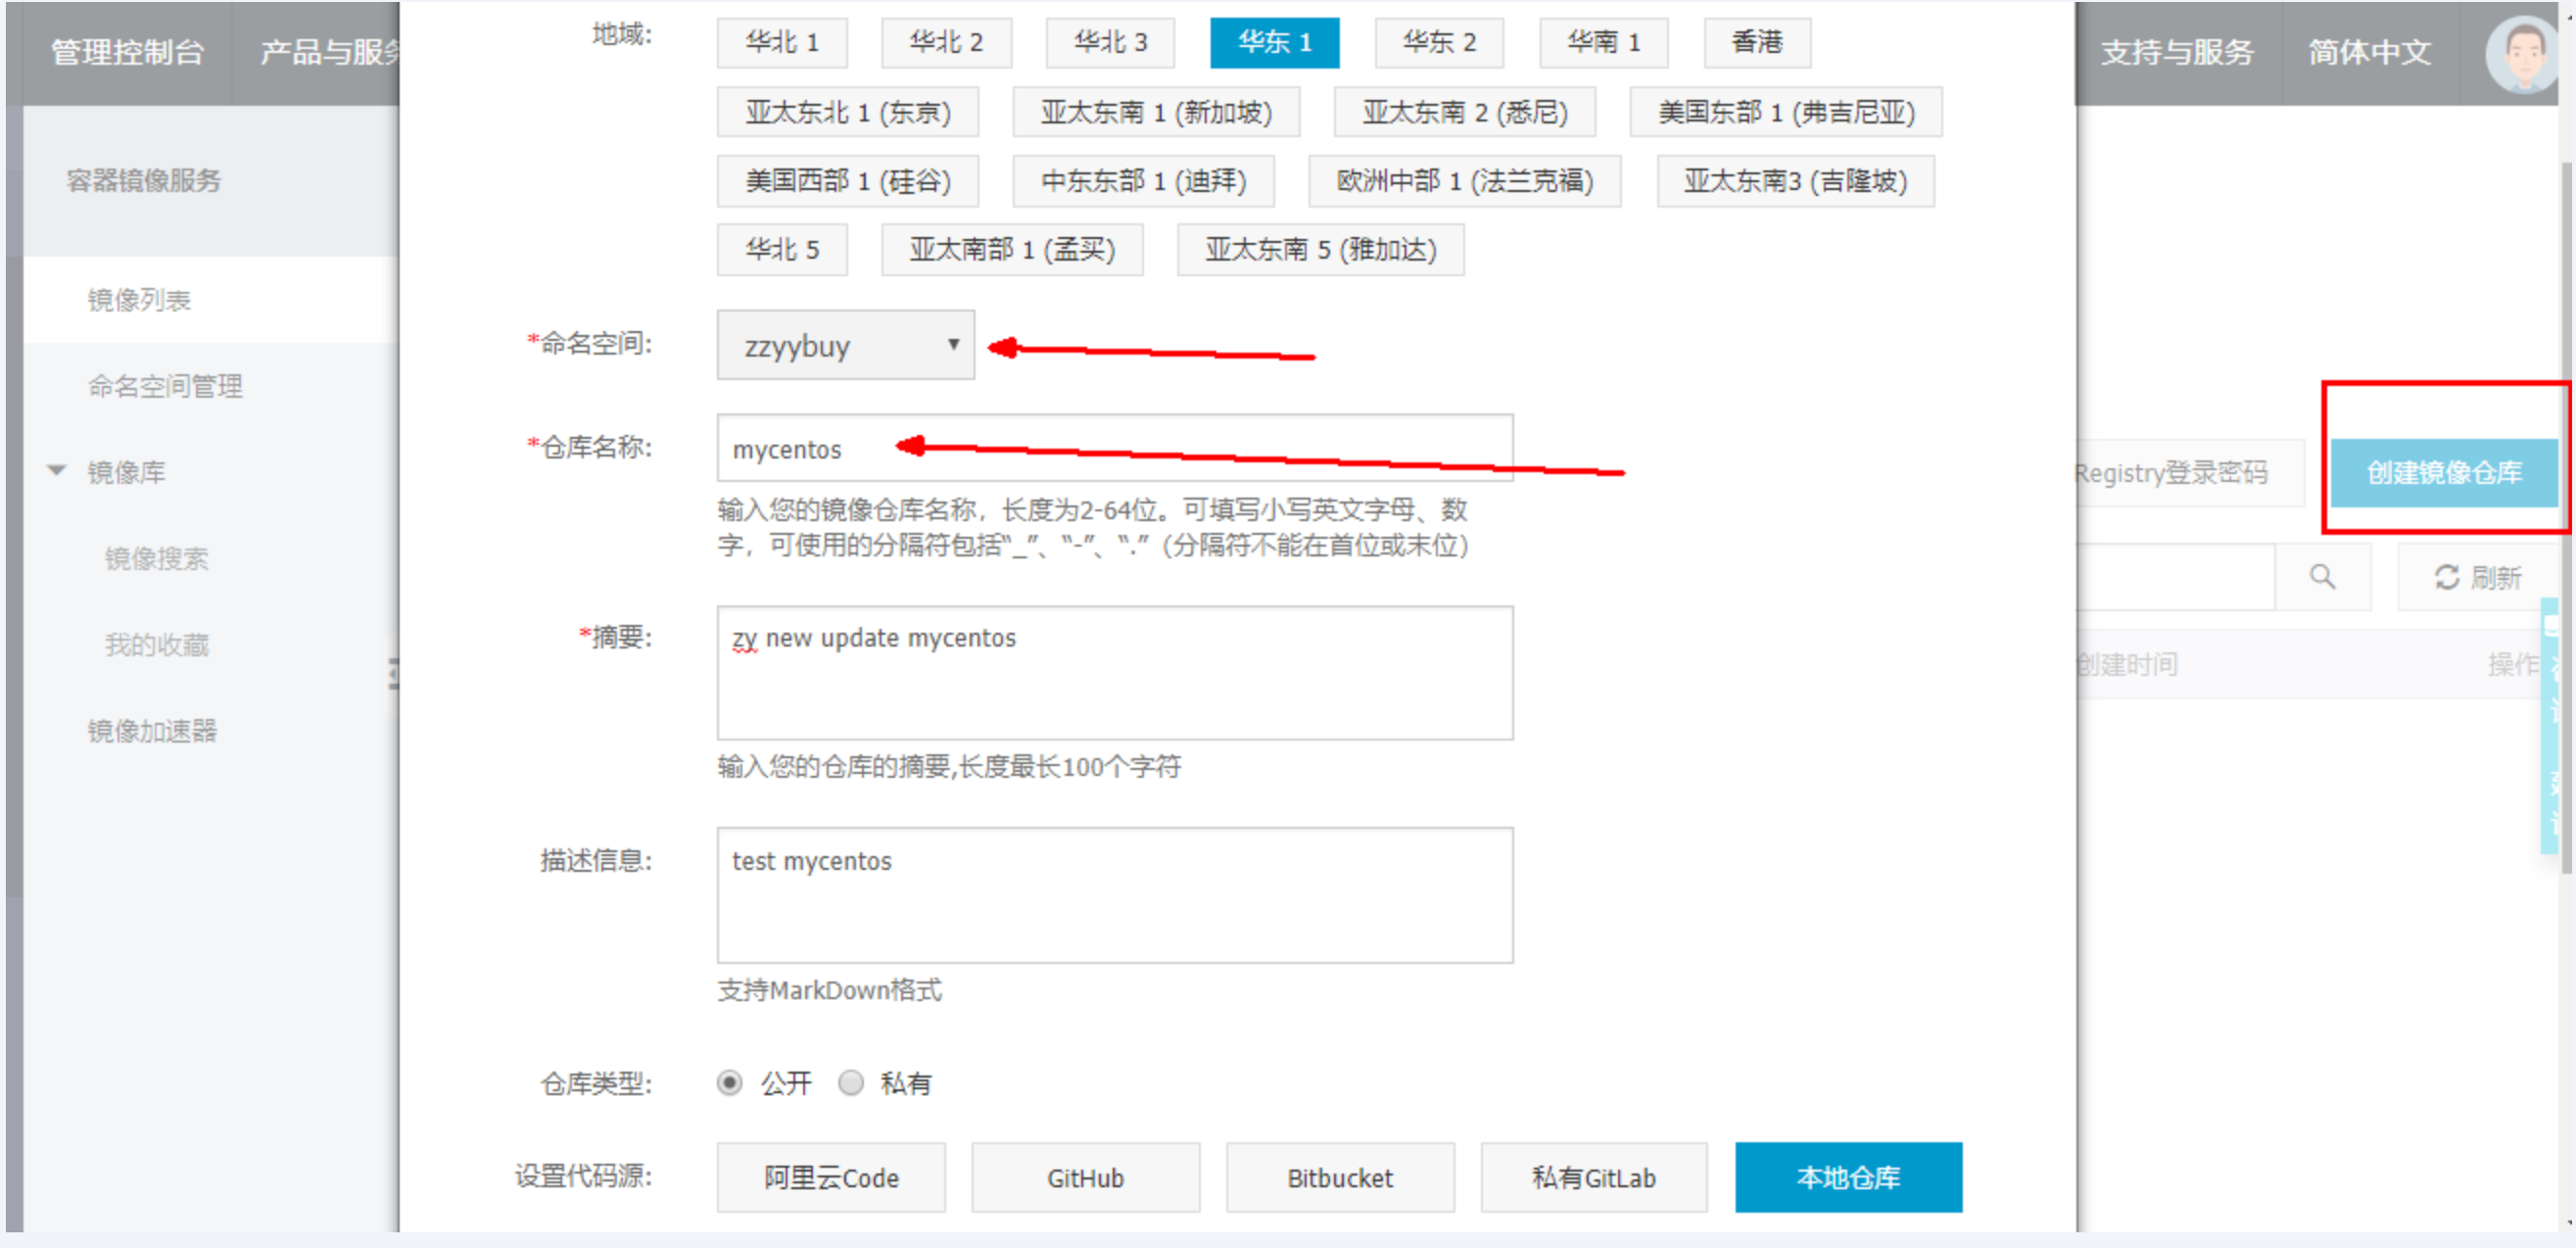 管理控制台 产品与服务
支持与服务 简体中文
容器镜像服务
镜像列表
命名空间管理
镜像库
镜像搜索
我的收藏
镜像加速器
地域: 华北 1 华北 2 华北 3 华东 1 华东 2 华南 1 香港
亚太东北 1 (东京) 亚太东南 1 (新加坡) 亚太东南 2 (悉尼) 美国东部 1 (弗吉尼亚)
美国西部 1 (硅谷) 中东东部 1 (迪拜) 欧洲中部 1 (法兰克福) 亚太东南3 (吉隆坡)
华北 5 亚太南部 1 (孟买) 亚太东南 5 (雅加达)
*命名空间: zzyybuy
*仓库名称: mycentos
输入您的镜像仓库名称，长度为2-64位。可填写小写英文字母、数
字，可使用的分隔符包括“_”、“-”、“.”（分隔符不能在首位或末位）
*摘要: zy new update mycentos
输入您的仓库的摘要,长度最长100个字符
描述信息: test mycentos
支持MarkDown格式
仓库类型: 公开 私有
设置代码源: 阿里云Code GitHub Bitbucket 私有GitLab 本地仓库
Registry登录密码 创建镜像仓库
刷新
创建时间 操作